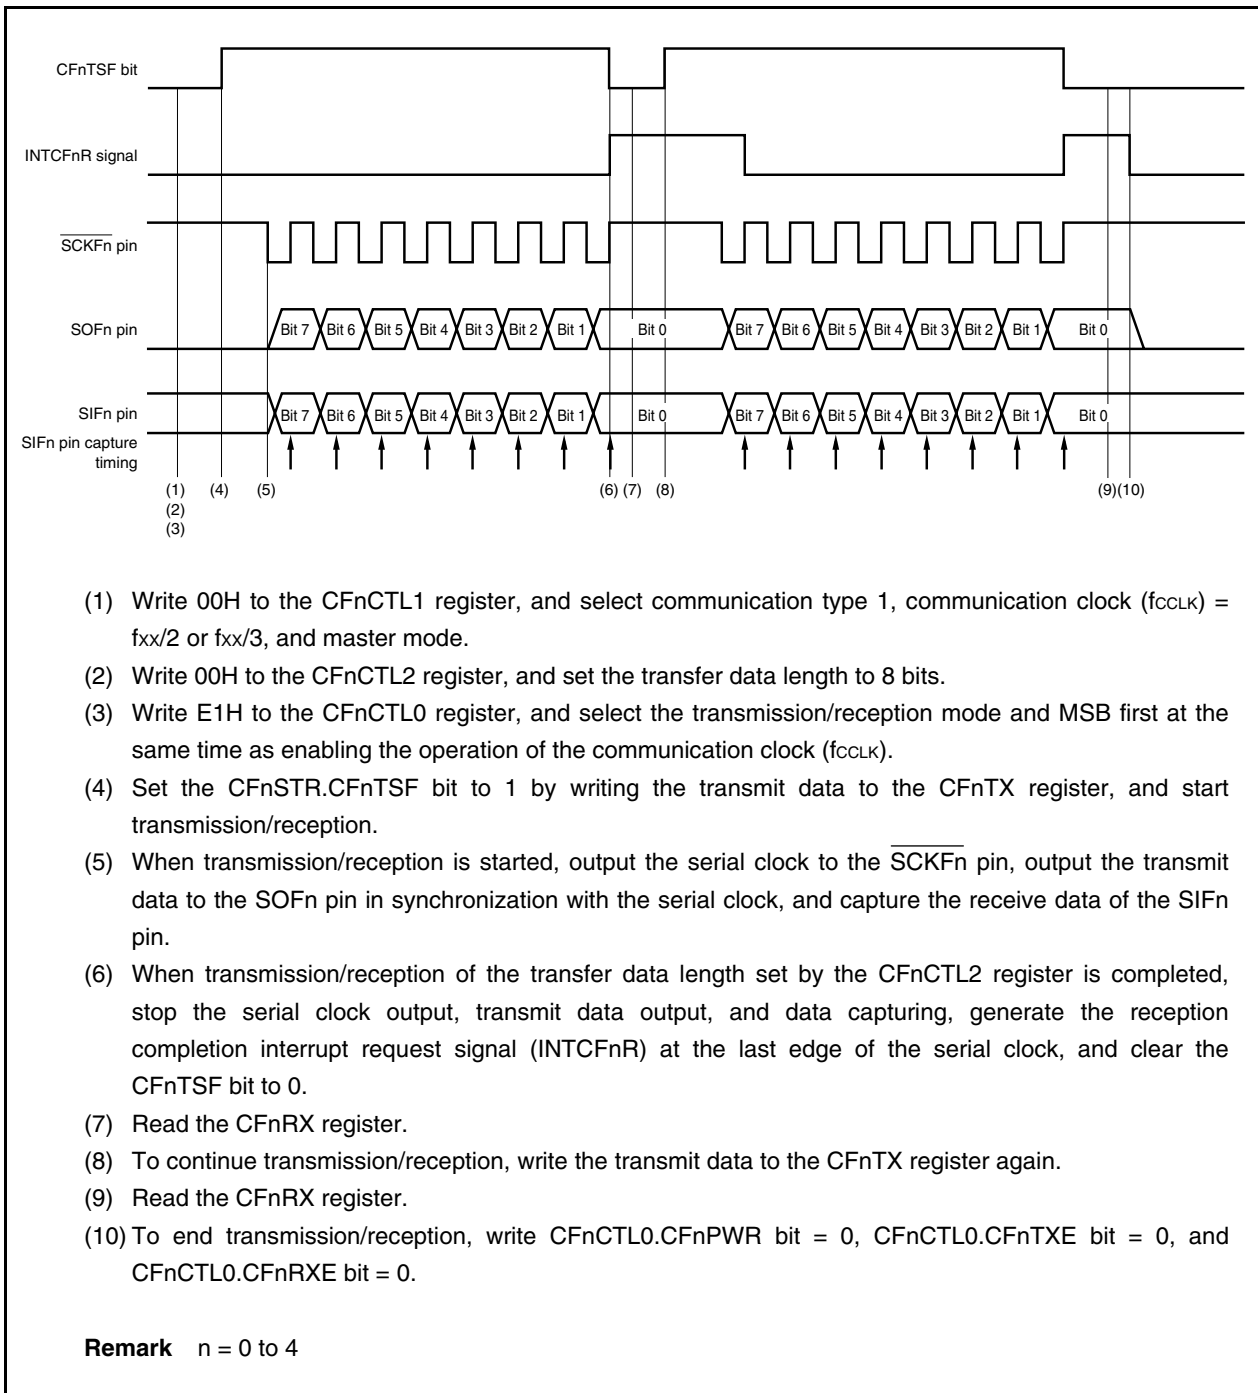 CFnTSF bit
INTCFnR signal
SCKFn pin
SOFn pin
Bit 7 Bit 6 Bit 5 Bit 4 Bit 3 Bit 2 Bit 1 Bit 0 Bit 7 Bit 6 Bit 5 Bit 4 Bit 3 Bit 2 Bit 1 Bit 0
SIFn pin
Bit 7 Bit 6 Bit 5 Bit 4 Bit 3 Bit 2 Bit 1 Bit 0 Bit 7 Bit 6 Bit 5 Bit 4 Bit 3 Bit 2 Bit 1 Bit 0
SIFn pin capture
timing
(1) (4) (5) (6) (7) (8) (9) (10)
(2)
(3)
(1) Write 00H to the CFnCTL1 register, and select communication type 1, communication clock (fCCLK) =
fXX/2 or fXX/3, and master mode.
(2) Write 00H to the CFnCTL2 register, and set the transfer data length to 8 bits.
(3) Write E1H to the CFnCTL0 register, and select the transmission/reception mode and MSB first at the
same time as enabling the operation of the communication clock (fCCLK).
(4) Set the CFnSTR.CFnTSF bit to 1 by writing the transmit data to the CFnTX register, and start
transmission/reception.
(5) When transmission/reception is started, output the serial clock to the SCKFn pin, output the transmit
data to the SOFn pin in synchronization with the serial clock, and capture the receive data of the SIFn
pin.
(6) When transmission/reception of the transfer data length set by the CFnCTL2 register is completed,
stop the serial clock output, transmit data output, and data capturing, generate the reception
completion interrupt request signal (INTCFnR) at the last edge of the serial clock, and clear the
CFnTSF bit to 0.
(7) Read the CFnRX register.
(8) To continue transmission/reception, write the transmit data to the CFnTX register again.
(9) Read the CFnRX register.
(10) To end transmission/reception, write CFnCTL0.CFnPWR bit = 0, CFnCTL0.CFnTXE bit = 0, and
CFnCTL0.CFnRXE bit = 0.
Remark n = 0 to 4